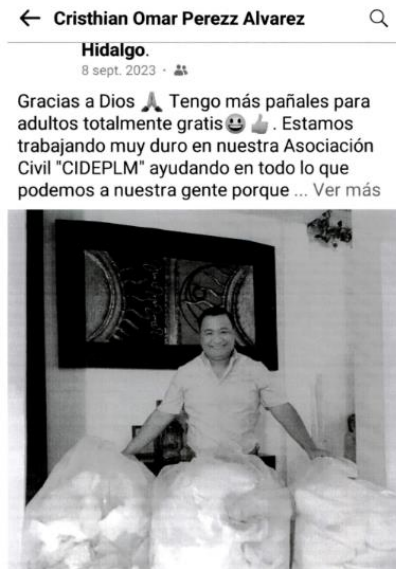 Cristhian Omar Perezz Alvarez
Hidalgo.
8 sept. 2023 ·
Gracias a Dios 🙏 Tengo más pañales para
adultos totalmente gratis😃👍. Estamos
trabajando muy duro en nuestra Asociación
Civil "CIDEPLM" ayudando en todo lo que
podemos a nuestra gente porque ... Ver más